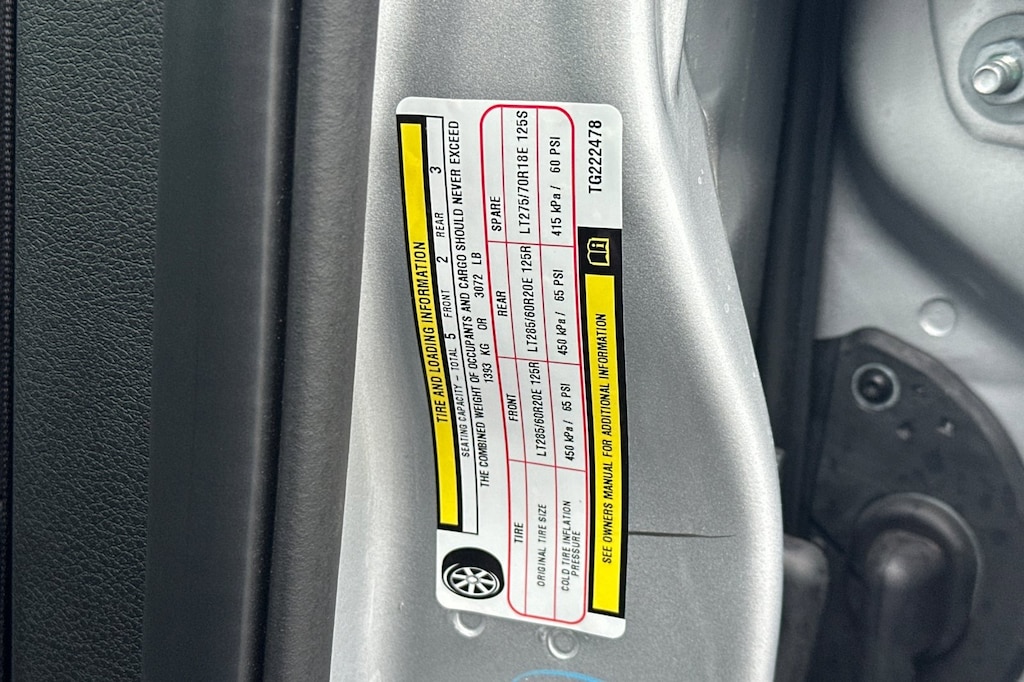 TIRE AND LOADING INFORMATION
SEATING CAPACITY - TOTAL 5 FRONT 2 REAR 3
THE COMBINED WEIGHT OF OCCUPANTS AND CARGO SHOULD NEVER EXCEED
1393 KG OR 3072 LB
TIRE FRONT REAR SPARE
ORIGINAL TIRE SIZE LT285/60R20E 125R LT285/60R20E 125R LT275/70R18E 125S
COLD TIRE INFLATION PRESSURE 450 kPa / 65 PSI 450 kPa / 65 PSI 415 kPa / 60 PSI
SEE OWNERS MANUAL FOR ADDITIONAL INFORMATION
TG222478